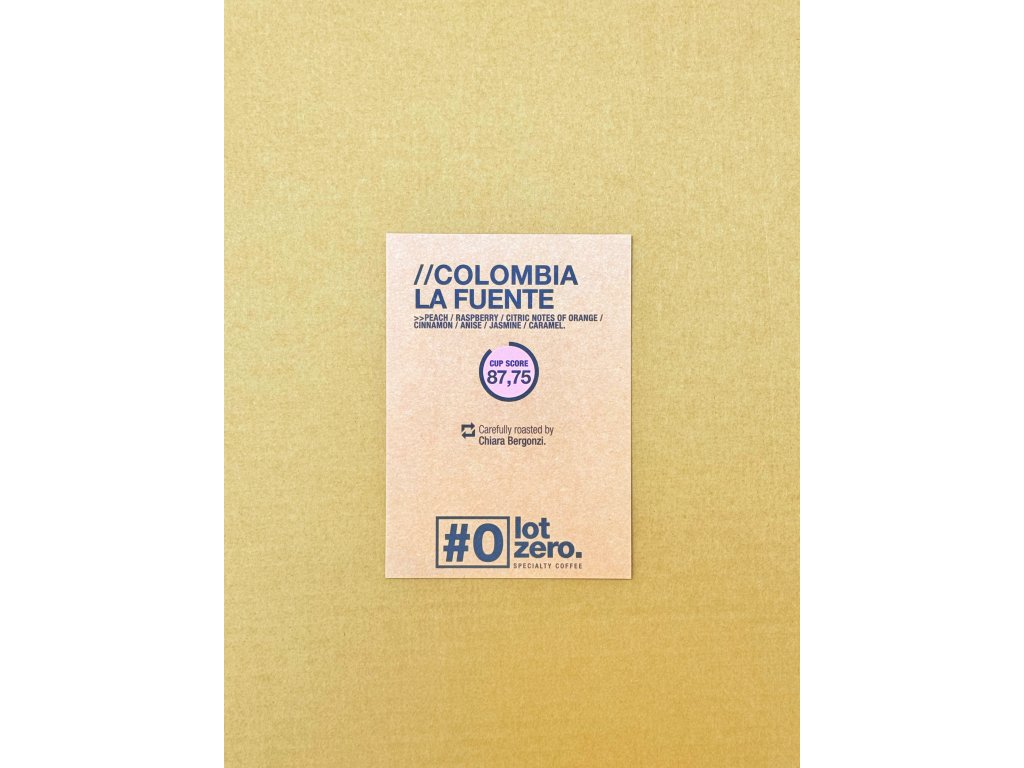 //COLOMBIA
LA FUENTE
>>PEACH / RASPBERRY / CITRIC NOTES OF ORANGE /
CINNAMON / ANISE / JASMINE / CARAMEL.
CUP SCORE
87,75
Carefully roasted by
Chiara Bergonzi.
#0
lot
zero.
SPECIALTY COFFEE